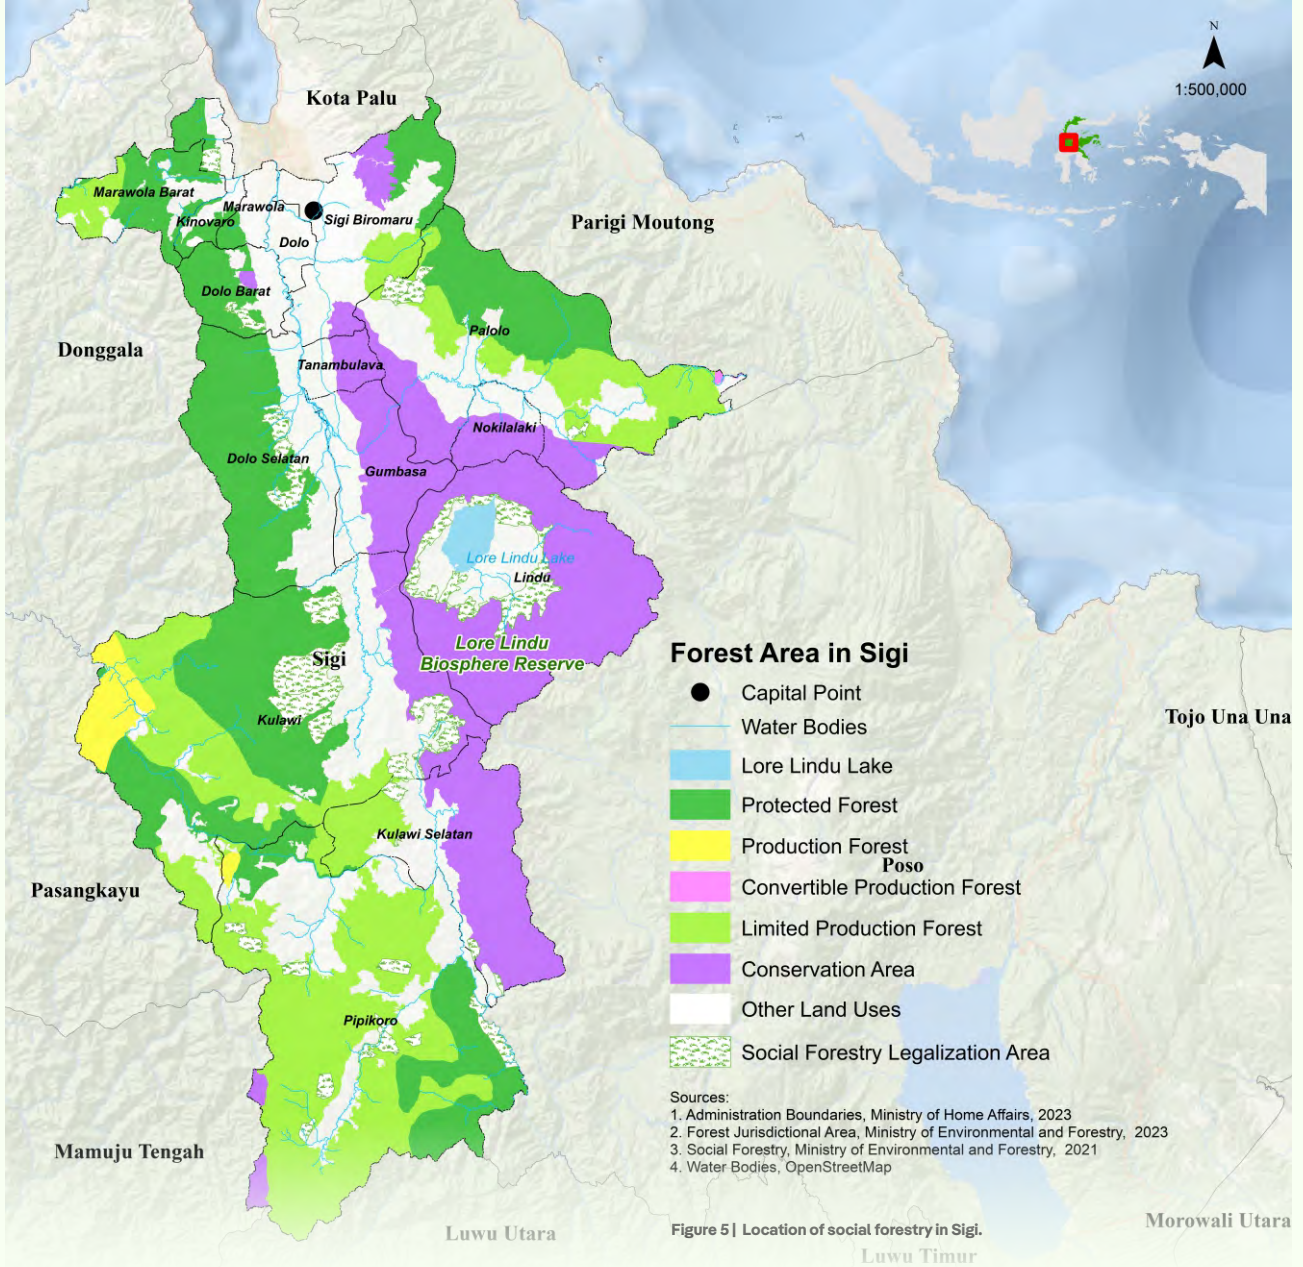 N
1:500,000
Kota Palu
Marawola Barat
Marawola
Kinovaro
Sigi Biromaru
Parigi Moutong
Dolo
Dolo Barat
Palolo
Donggala
Tanambulava
Nokilalaki
Dolo Selatan
Gumbasa
Lore Lindu Lake
Lindu
Lore Lindu
Biosphere Reserve
Sigi
Kulawi
Kulawi Selatan
Pasangkayu
Pipikoro
Mamuju Tengah
Luwu Utara
Tojo Una Una
Poso
Morowali Utara
Luwu Timur
Forest Area in Sigi
Capital Point
Water Bodies
Lore Lindu Lake
Protected Forest
Production Forest
Convertible Production Forest
Limited Production Forest
Conservation Area
Other Land Uses
Social Forestry Legalization Area
Sources:
1. Administration Boundaries, Ministry of Home Affairs, 2023
2. Forest Jurisdictional Area, Ministry of Environmental and Forestry, 2023
3. Social Forestry, Ministry of Environmental and Forestry, 2021
4. Water Bodies, OpenStreetMap
Figure 5 | Location of social forestry in Sigi.